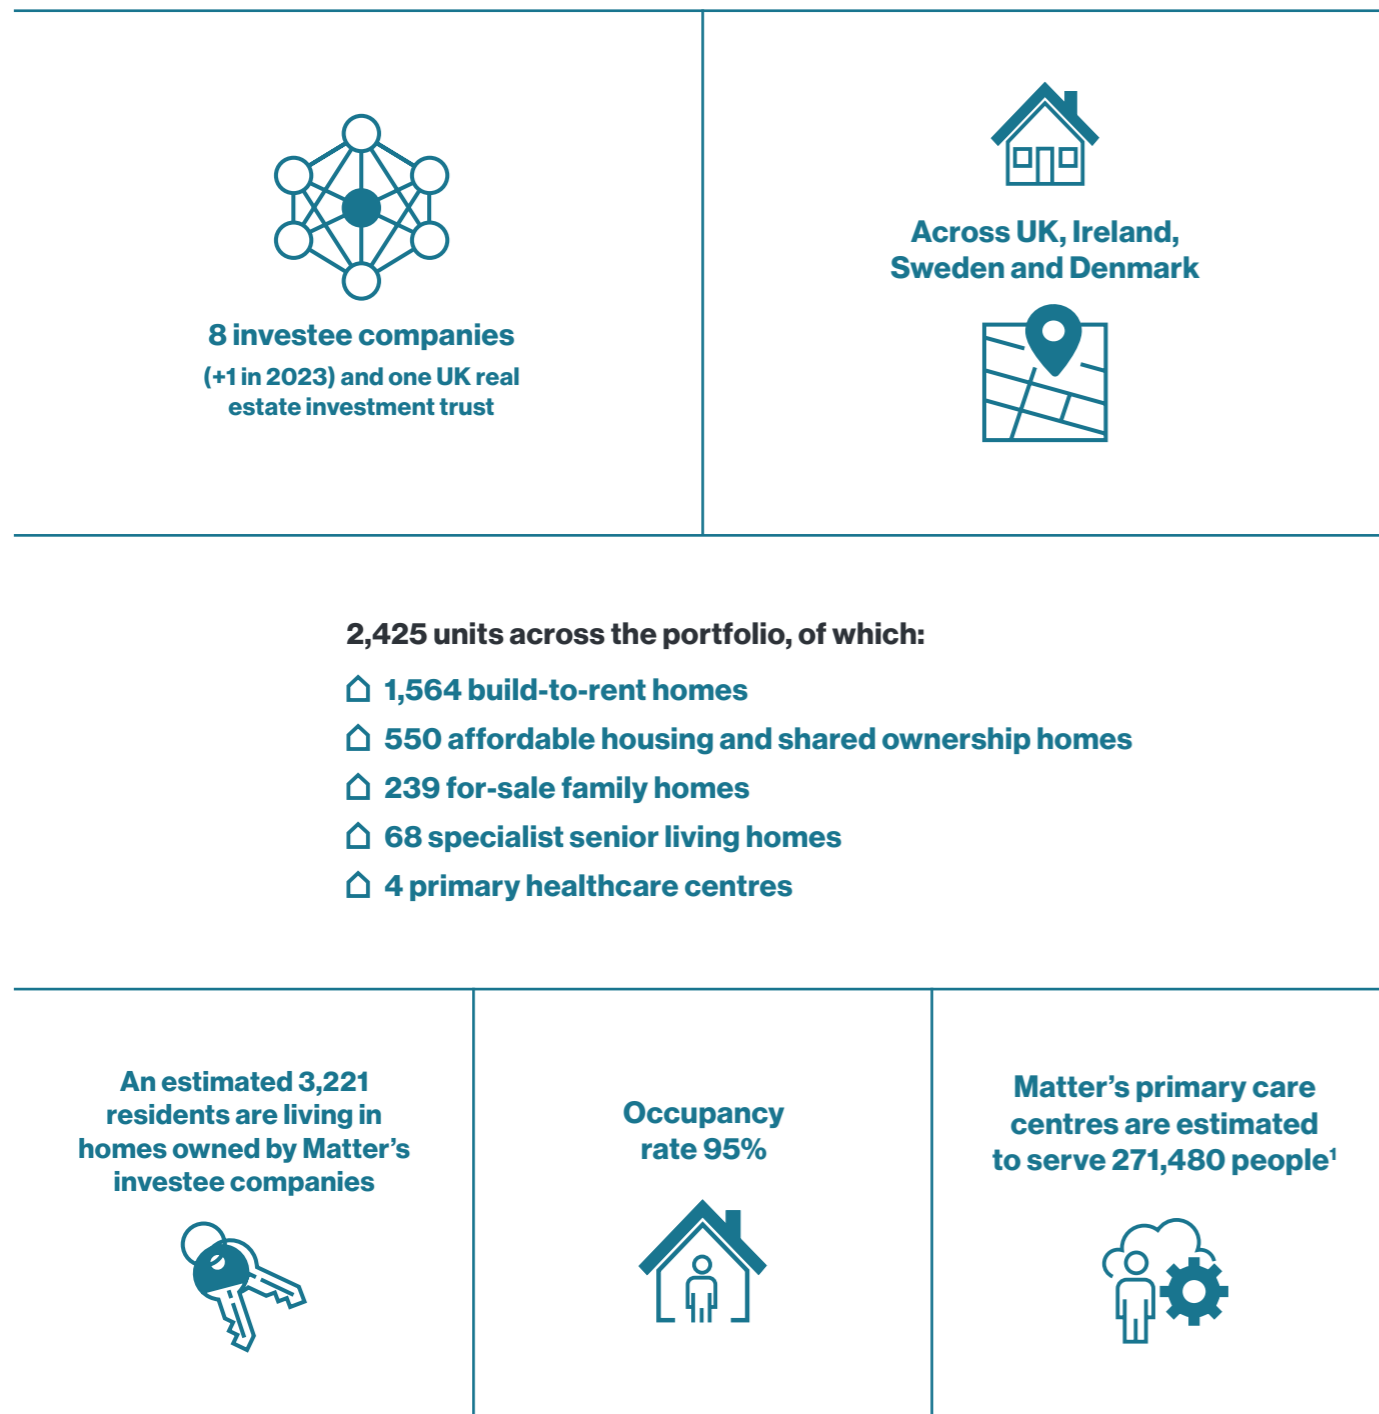 8 investee companies
(+1 in 2023) and one UK real
estate investment trust
Across UK, Ireland,
Sweden and Denmark
2,425 units across the portfolio, of which:
1,564 build-to-rent homes
550 affordable housing and shared ownership homes
239 for-sale family homes
68 specialist senior living homes
4 primary healthcare centres
An estimated 3,221
residents are living in
homes owned by Matter’s
investee companies
Occupancy
rate 95%
Matter’s primary care
centres are estimated
to serve 271,480 people¹